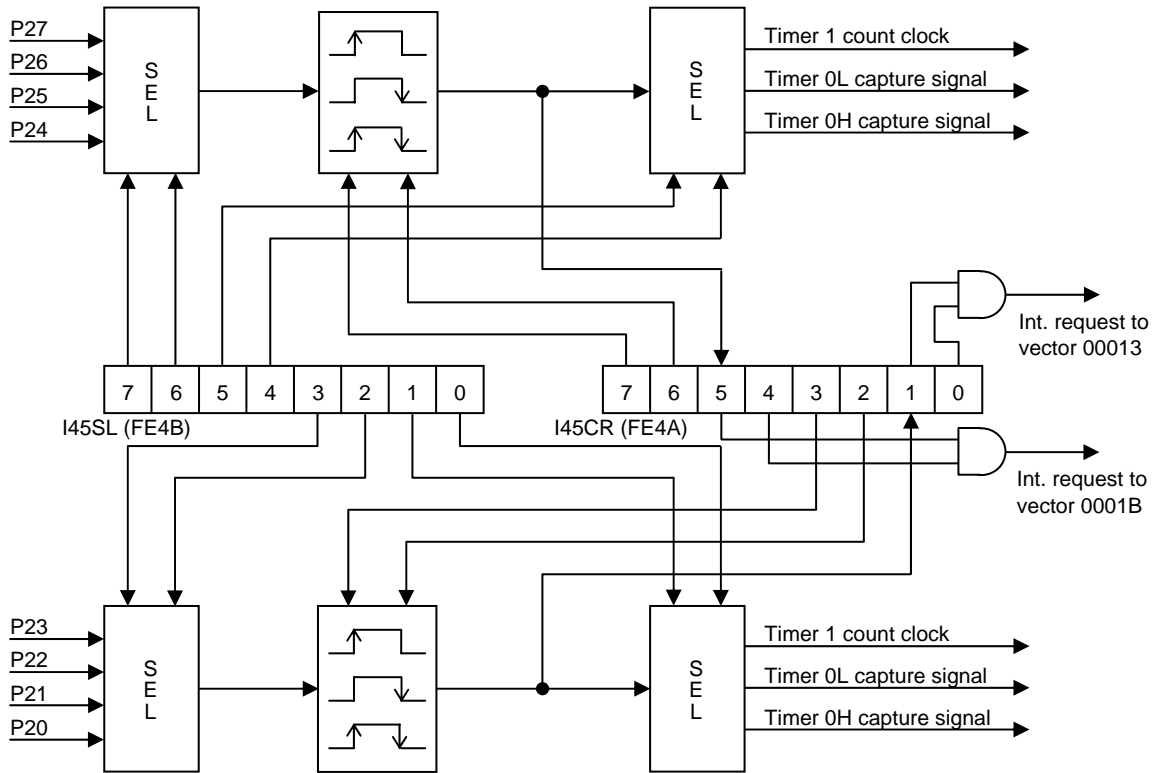 P27
P26
P25
P24
S
E
L
S
E
L
Timer 1 count clock
Timer 0L capture signal
Timer 0H capture signal
Int. request to
vector 00013
7 6 5 4 3 2 1 0
I45SL (FE4B)
7 6 5 4 3 2 1 0
I45CR (FE4A)
Int. request to
vector 0001B
P23
P22
P21
P20
S
E
L
S
E
L
Timer 1 count clock
Timer 0L capture signal
Timer 0H capture signal